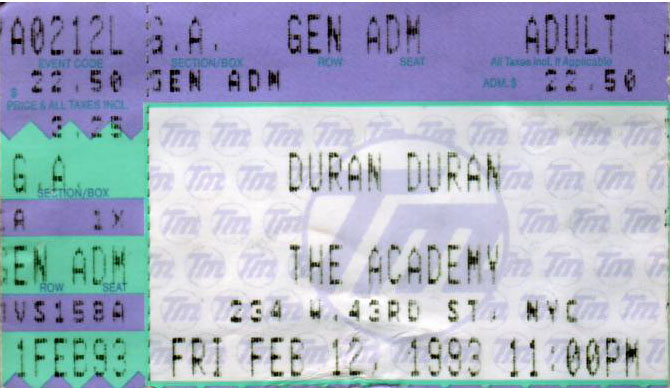 A0212L G.A. GEN ADM ADULT
EVENT CODE SECTION/BOX ROW SEAT All Taxes Incl. If Applicable
$ 22.50 GEN ADM ADM. $ 22.50
PRICE & ALL TAXES INCL.
3.25
G.A. DURAN DURAN
SECTION/BOX
A 1X
EN ADM THE ACADEMY
ROW SEAT
VS158A 234 W.43RD ST. NYC
1FEB93 FRI FEB 12, 1993 11:00PM